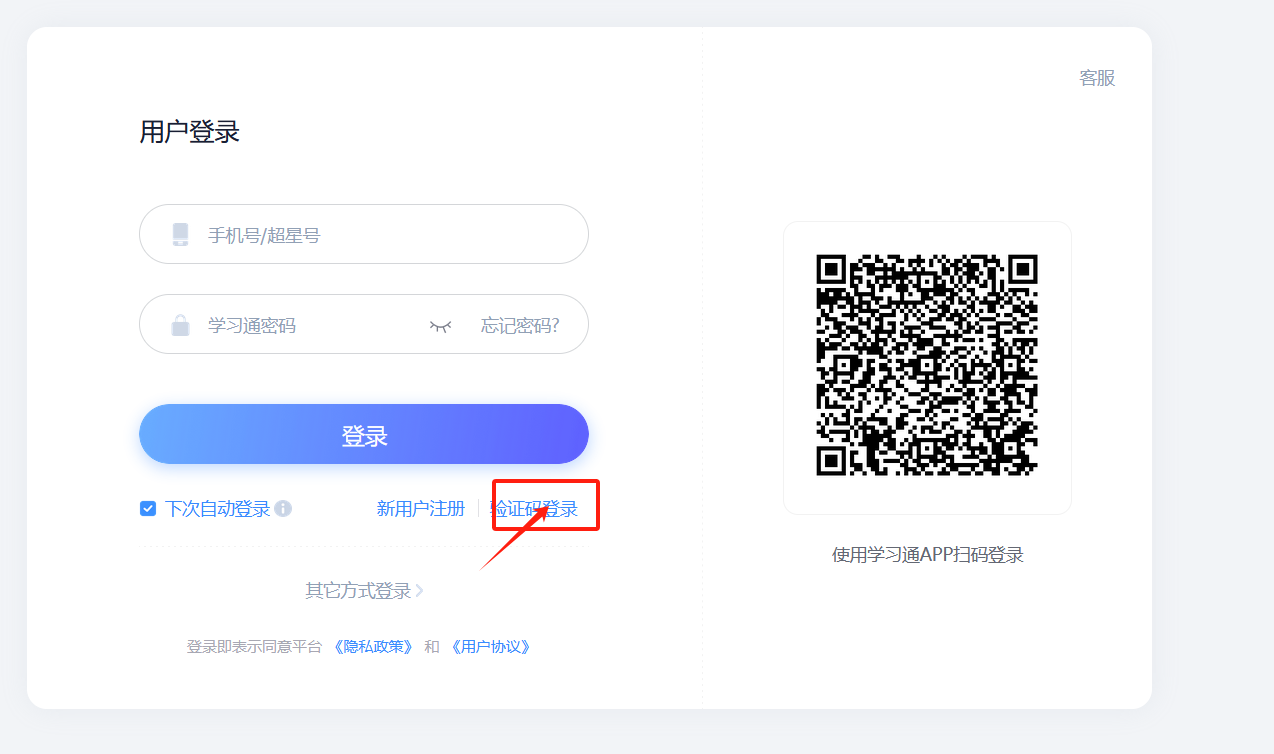 客服
用户登录
手机号/超星号
学习通密码 忘记密码?
登录
下次自动登录 新用户注册 验证码登录
使用学习通APP扫码登录
其它方式登录
登录即表示同意平台 《隐私政策》 和 《用户协议》